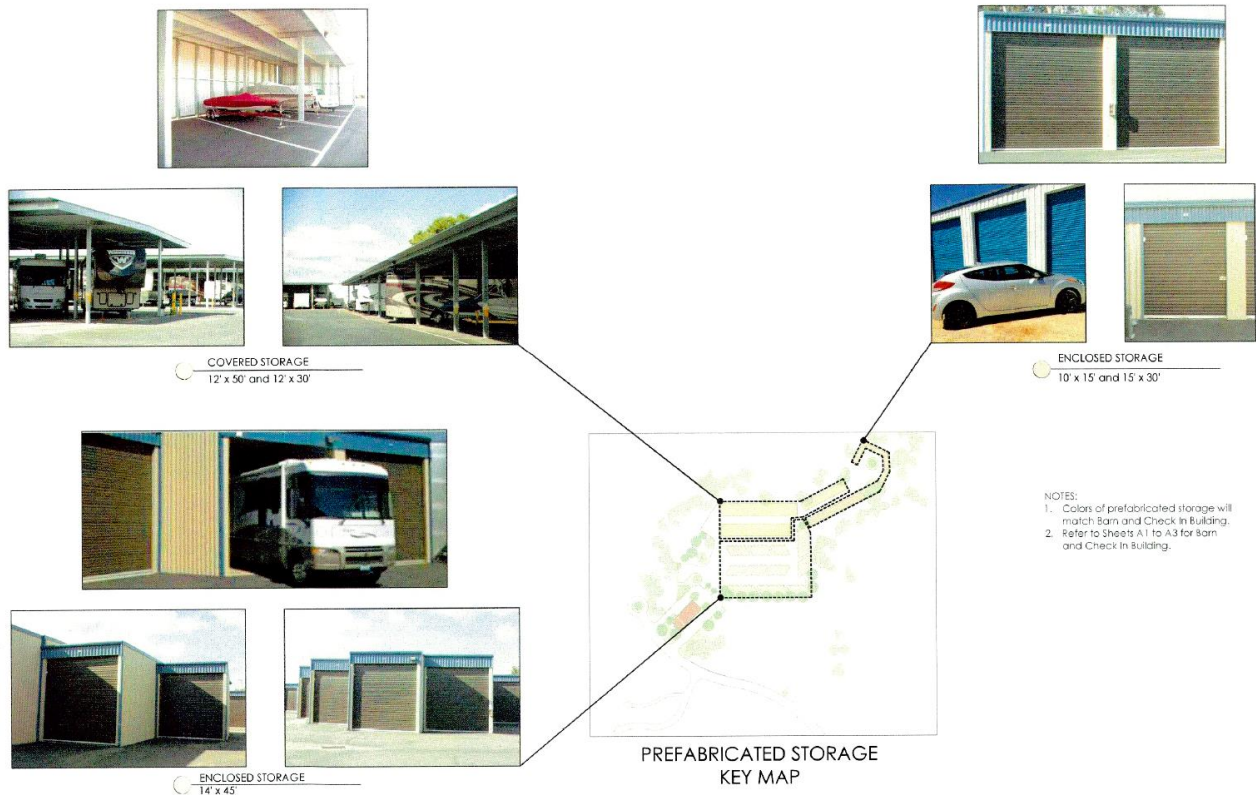 COVERED STORAGE
12' x 50' and 12' x 30'
ENCLOSED STORAGE
10' x 15' and 15' x 30'
NOTES:
1. Colors of prefabricated storage will
match Barn and Check In Building.
2. Refer to Sheets A1 to A3 for Barn
and Check In Building.
ENCLOSED STORAGE
14' x 45'
PREFABRICATED STORAGE
KEY MAP